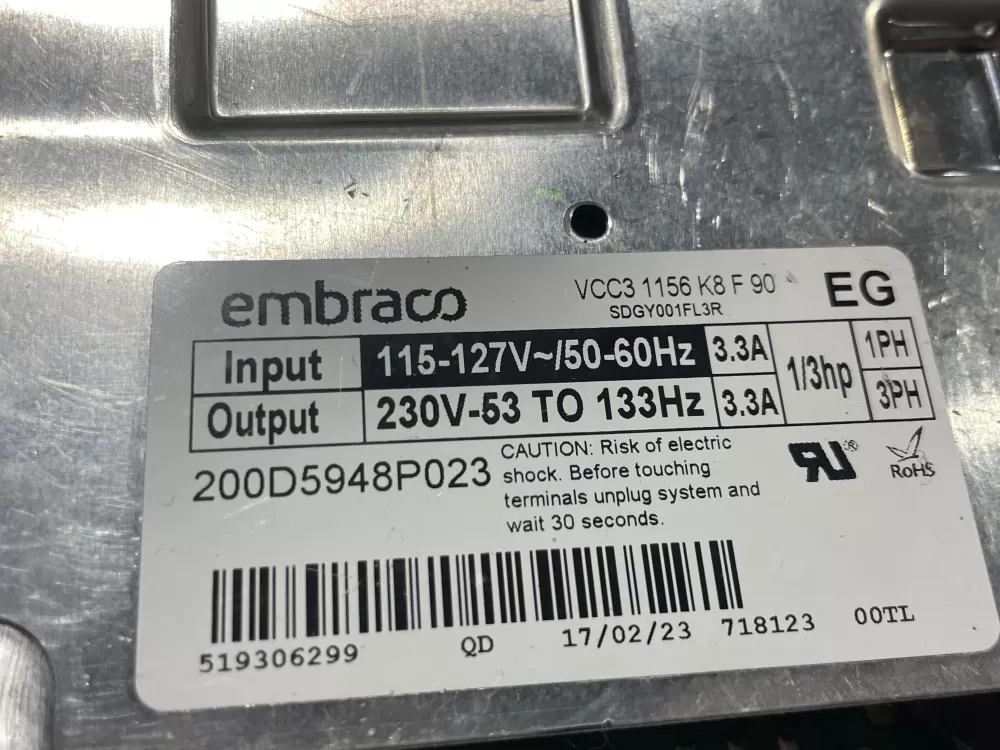 embraco VCC3 1156 K8 F 90 EG
SDGY001FL3R
Input 115-127V~/50-60Hz 3.3A 1/3hp 1PH
Output 230V-53 TO 133Hz 3.3A 3PH
200D5948P023
CAUTION: Risk of electric
shock. Before touching
terminals unplug system and
wait 30 seconds.
RU®
RoHS
519306299 QD 17/02/23 718123 00TL